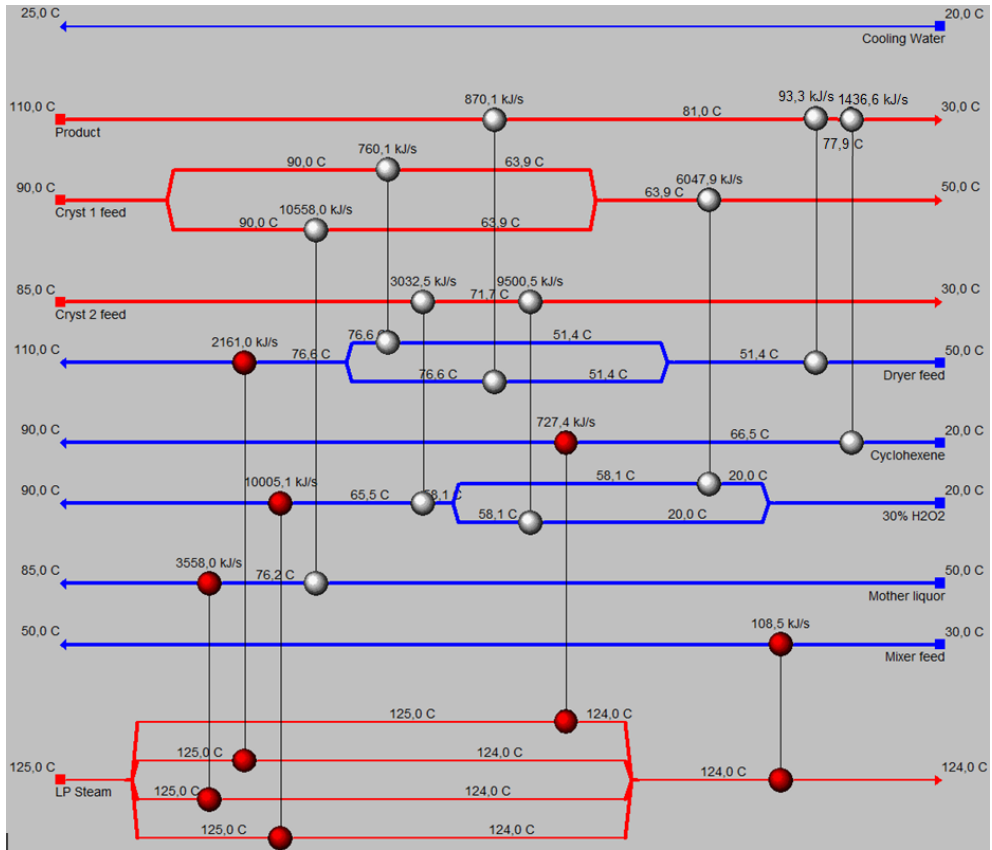 25,0 C
20,0 C
Cooling Water
110,0 C
870,1 kJ/s
81,0 C
93,3 kJ/s
1436,6 kJ/s
30,0 C
Product
77,9 C
760,1 kJ/s
90,0 C
63,9 C
90,0 C
6047,9 kJ/s
50,0 C
63,9 C
Cryst 1 feed
10558,0 kJ/s
90,0 C
63,9 C
85,0 C
3032,5 kJ/s
71,7 C
9500,5 kJ/s
30,0 C
Cryst 2 feed
110,0 C
2161,0 kJ/s
76,6 C
76,6 C
51,4 C
51,4 C
50,0 C
76,6 C
51,4 C
Dryer feed
90,0 C
727,4 kJ/s
66,5 C
20,0 C
Cyclohexene
90,0 C
10005,1 kJ/s
65,5 C
58,1 C
58,1 C
20,0 C
20,0 C
58,1 C
20,0 C
30% H2O2
85,0 C
3558,0 kJ/s
76,2 C
50,0 C
Mother liquor
50,0 C
108,5 kJ/s
30,0 C
Mixer feed
125,0 C
124,0 C
125,0 C
125,0 C
124,0 C
124,0 C
124,0 C
LP Steam
125,0 C
124,0 C
125,0 C
124,0 C